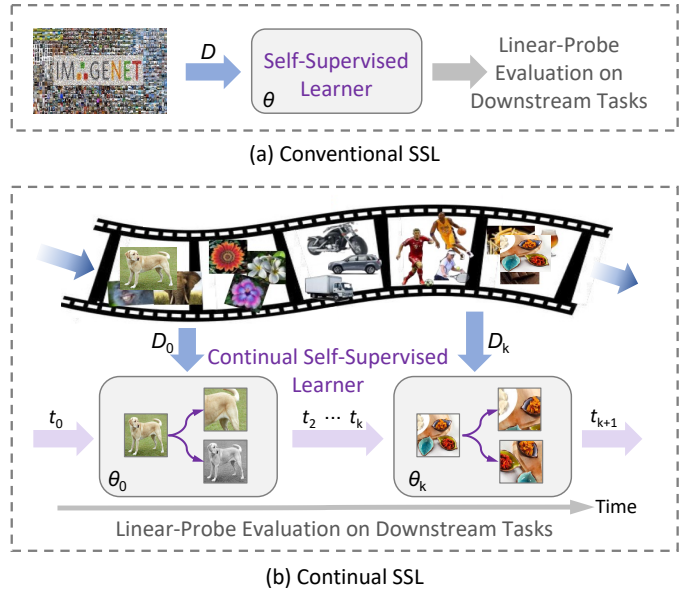 IMAGENET
D
Self-Supervised
Learner
θ
Linear-Probe
Evaluation on
Downstream Tasks
(a) Conventional SSL
D0
Continual Self-Supervised
Learner
Dk
t0
t2 ··· tk
tk+1
θ0
θk
Time
Linear-Probe Evaluation on Downstream Tasks
(b) Continual SSL